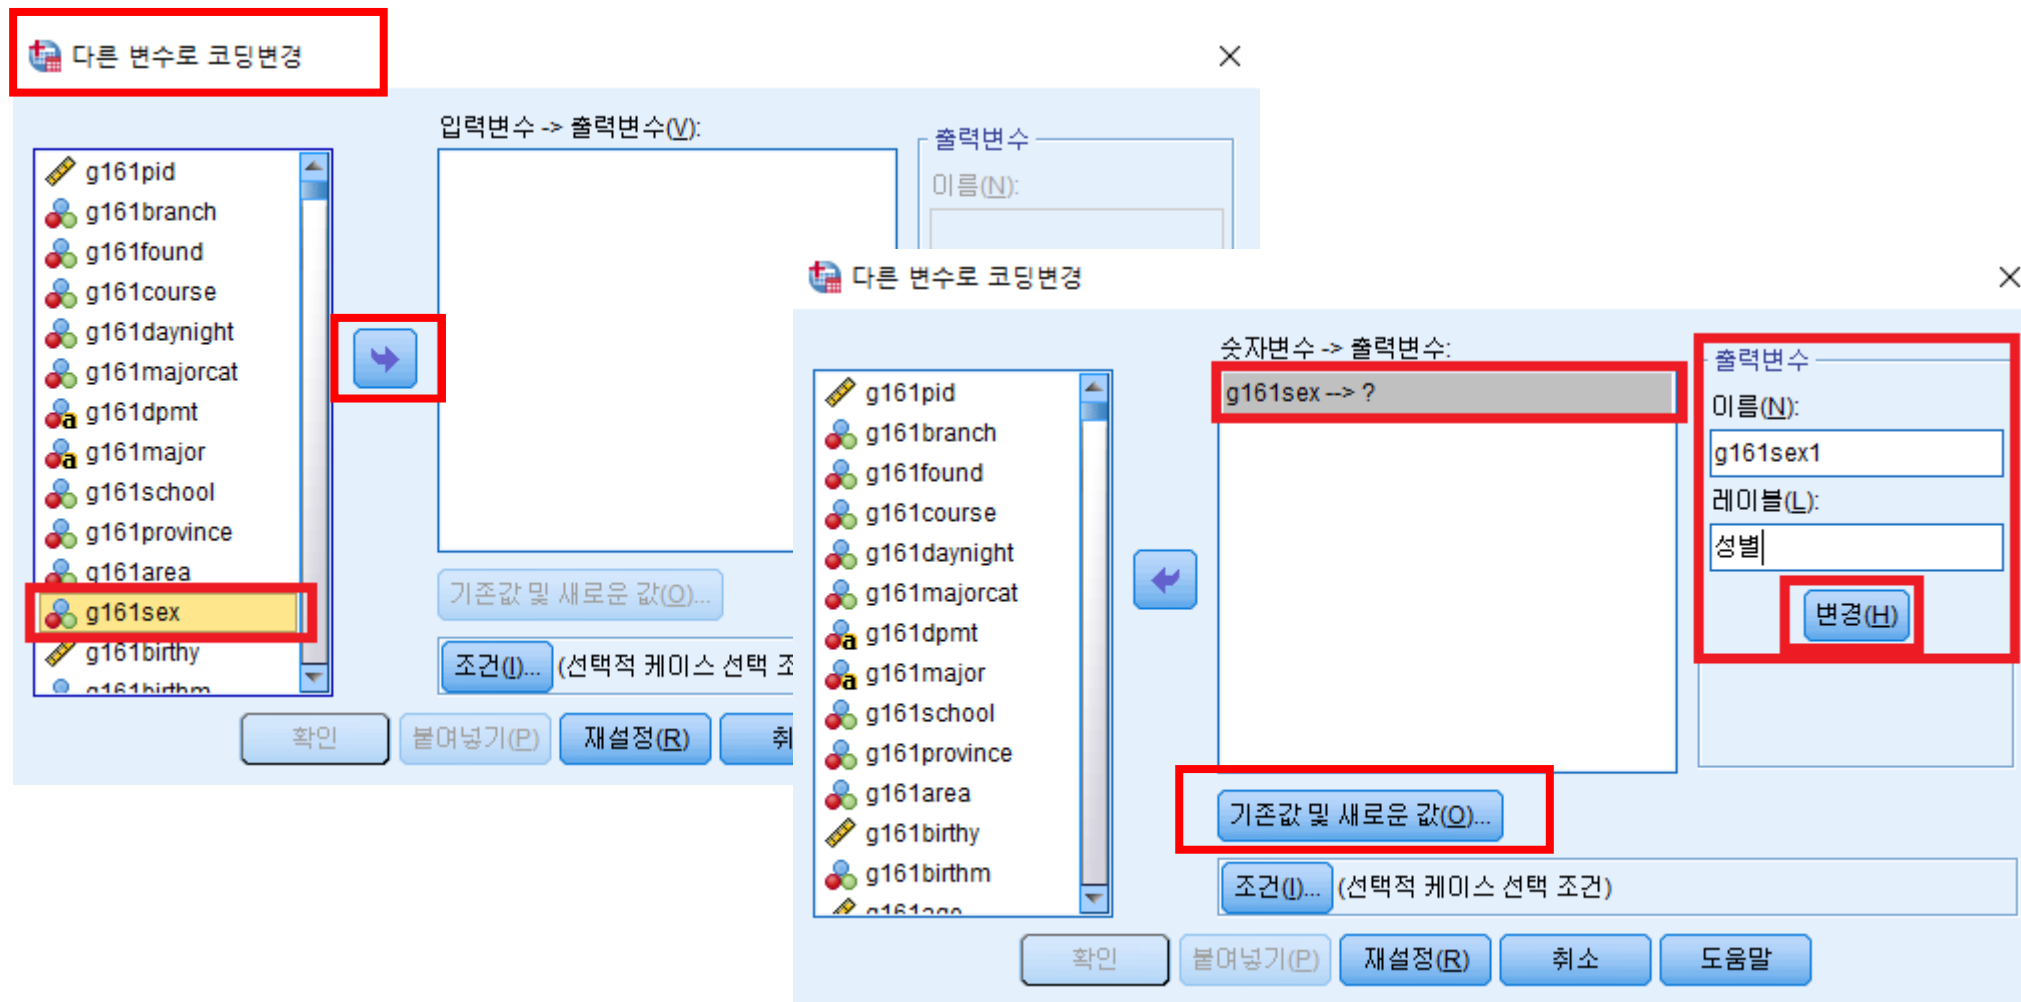 다른 변수로 코딩변경
입력변수 -> 출력변수(V):
g161pid
g161branch
g161found
g161course
g161daynight
g161majorcat
g161dpmt
g161major
g161school
g161province
g161area
g161sex
g161birthy
g161birthm
출력변수
이름(N):
기존값 및 새로운 값(O)...
조건(I)... (선택적 케이스 선택 조
확인
붙여넣기(P)
재설정(R)
취
다른 변수로 코딩변경
숫자변수 -> 출력변수:
g161pid
g161branch
g161found
g161course
g161daynight
g161majorcat
g161dpmt
g161major
g161school
g161province
g161area
g161birthy
g161birthm
g161age
g161sex --> ?
출력변수
이름(N):
g161sex1
레이블(L):
성별
변경(H)
기존값 및 새로운 값(O)...
조건(I)... (선택적 케이스 선택 조건)
확인
붙여넣기(P)
재설정(R)
취소
도움말